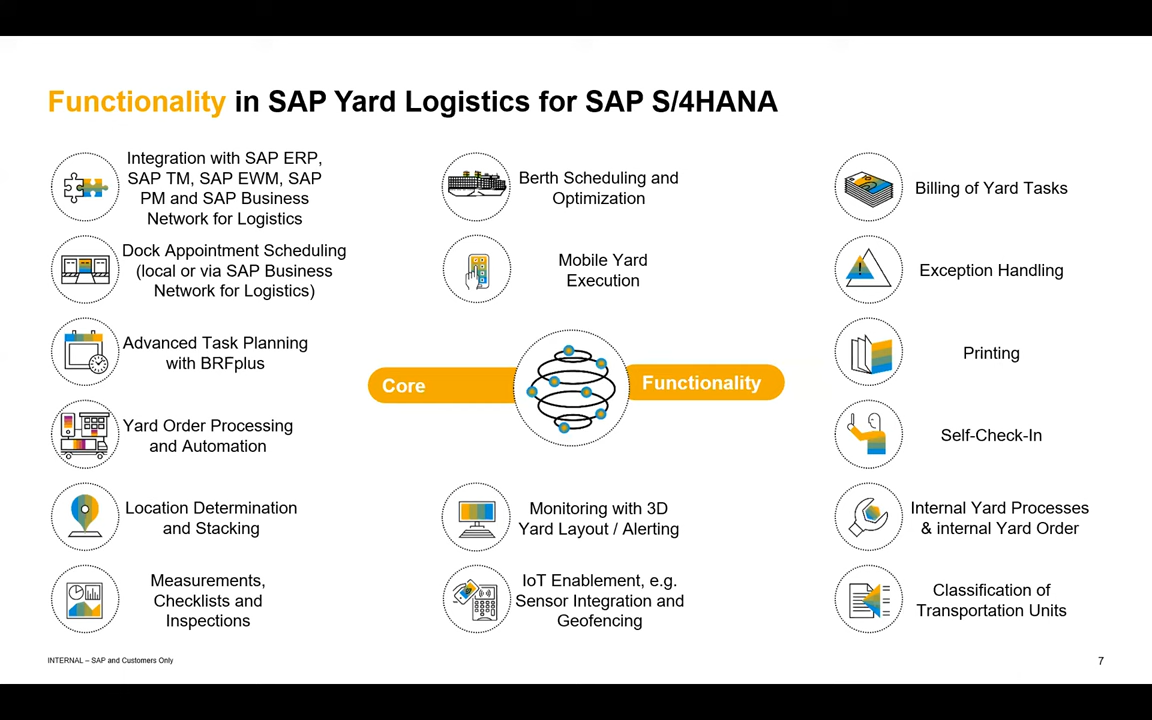 Functionality in SAP Yard Logistics for SAP S/4HANA
Integration with SAP ERP,
SAP TM, SAP EWM, SAP
PM and SAP Business
Network for Logistics
Dock Appointment Scheduling
(local or via SAP Business
Network for Logistics)
Advanced Task Planning
with BRFplus
Yard Order Processing
and Automation
Location Determination
and Stacking
Measurements,
Checklists and
Inspections
Berth Scheduling and
Optimization
Mobile Yard
Execution
Core
Functionality
Monitoring with 3D
Yard Layout / Alerting
IoT Enablement, e.g.
Sensor Integration and
Geofencing
Billing of Yard Tasks
Exception Handling
Printing
Self-Check-In
Internal Yard Processes
& internal Yard Order
Classification of
Transportation Units
INTERNAL – SAP and Customers Only
7